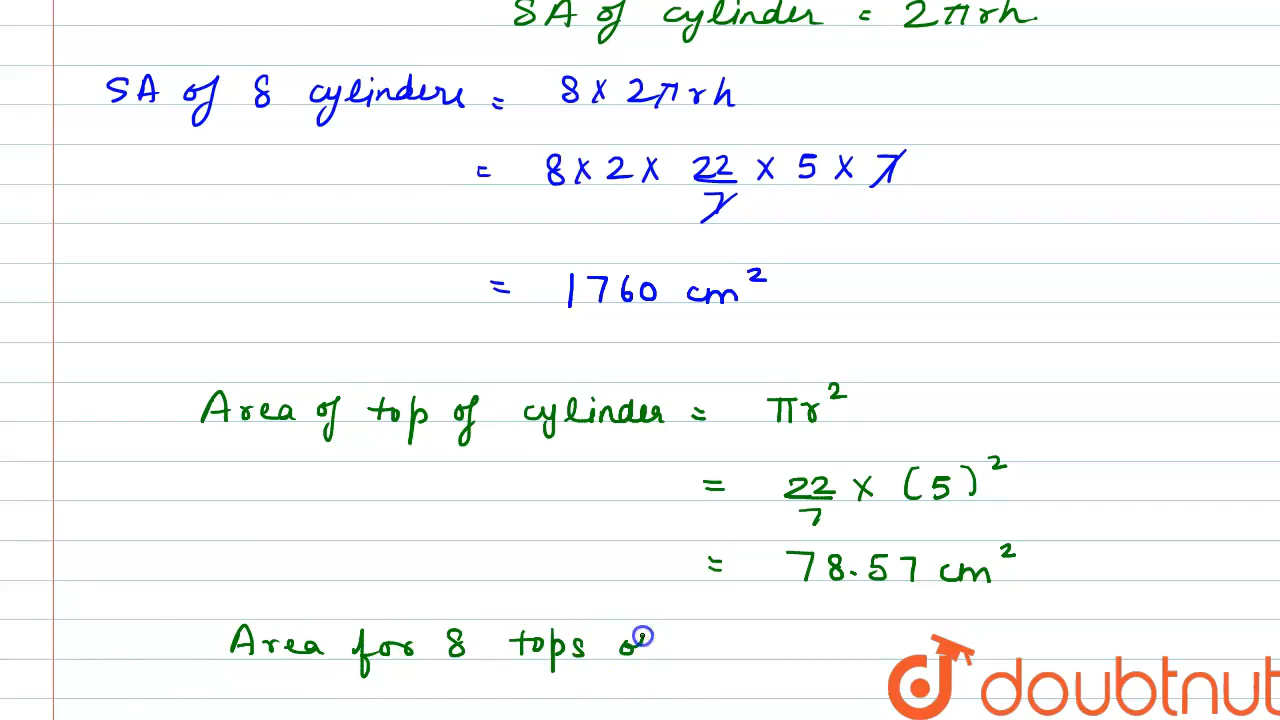 SA of cylinder = 2πrh.
SA of 8 cylinders = 8 × 2πrh
= 8 × 2 × 22/7 × 5 × 7
= 1760 cm²
Area of top of cylinder = πr²
= 22/7 × (5)²
= 78.57 cm²
Area for 8 tops
doubtnut